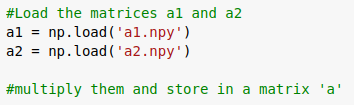 #Load the matrices a1 and a2
a1 = np.load('a1.npy')
a2 = np.load('a2.npy')
#multiply them and store in a matrix 'a'